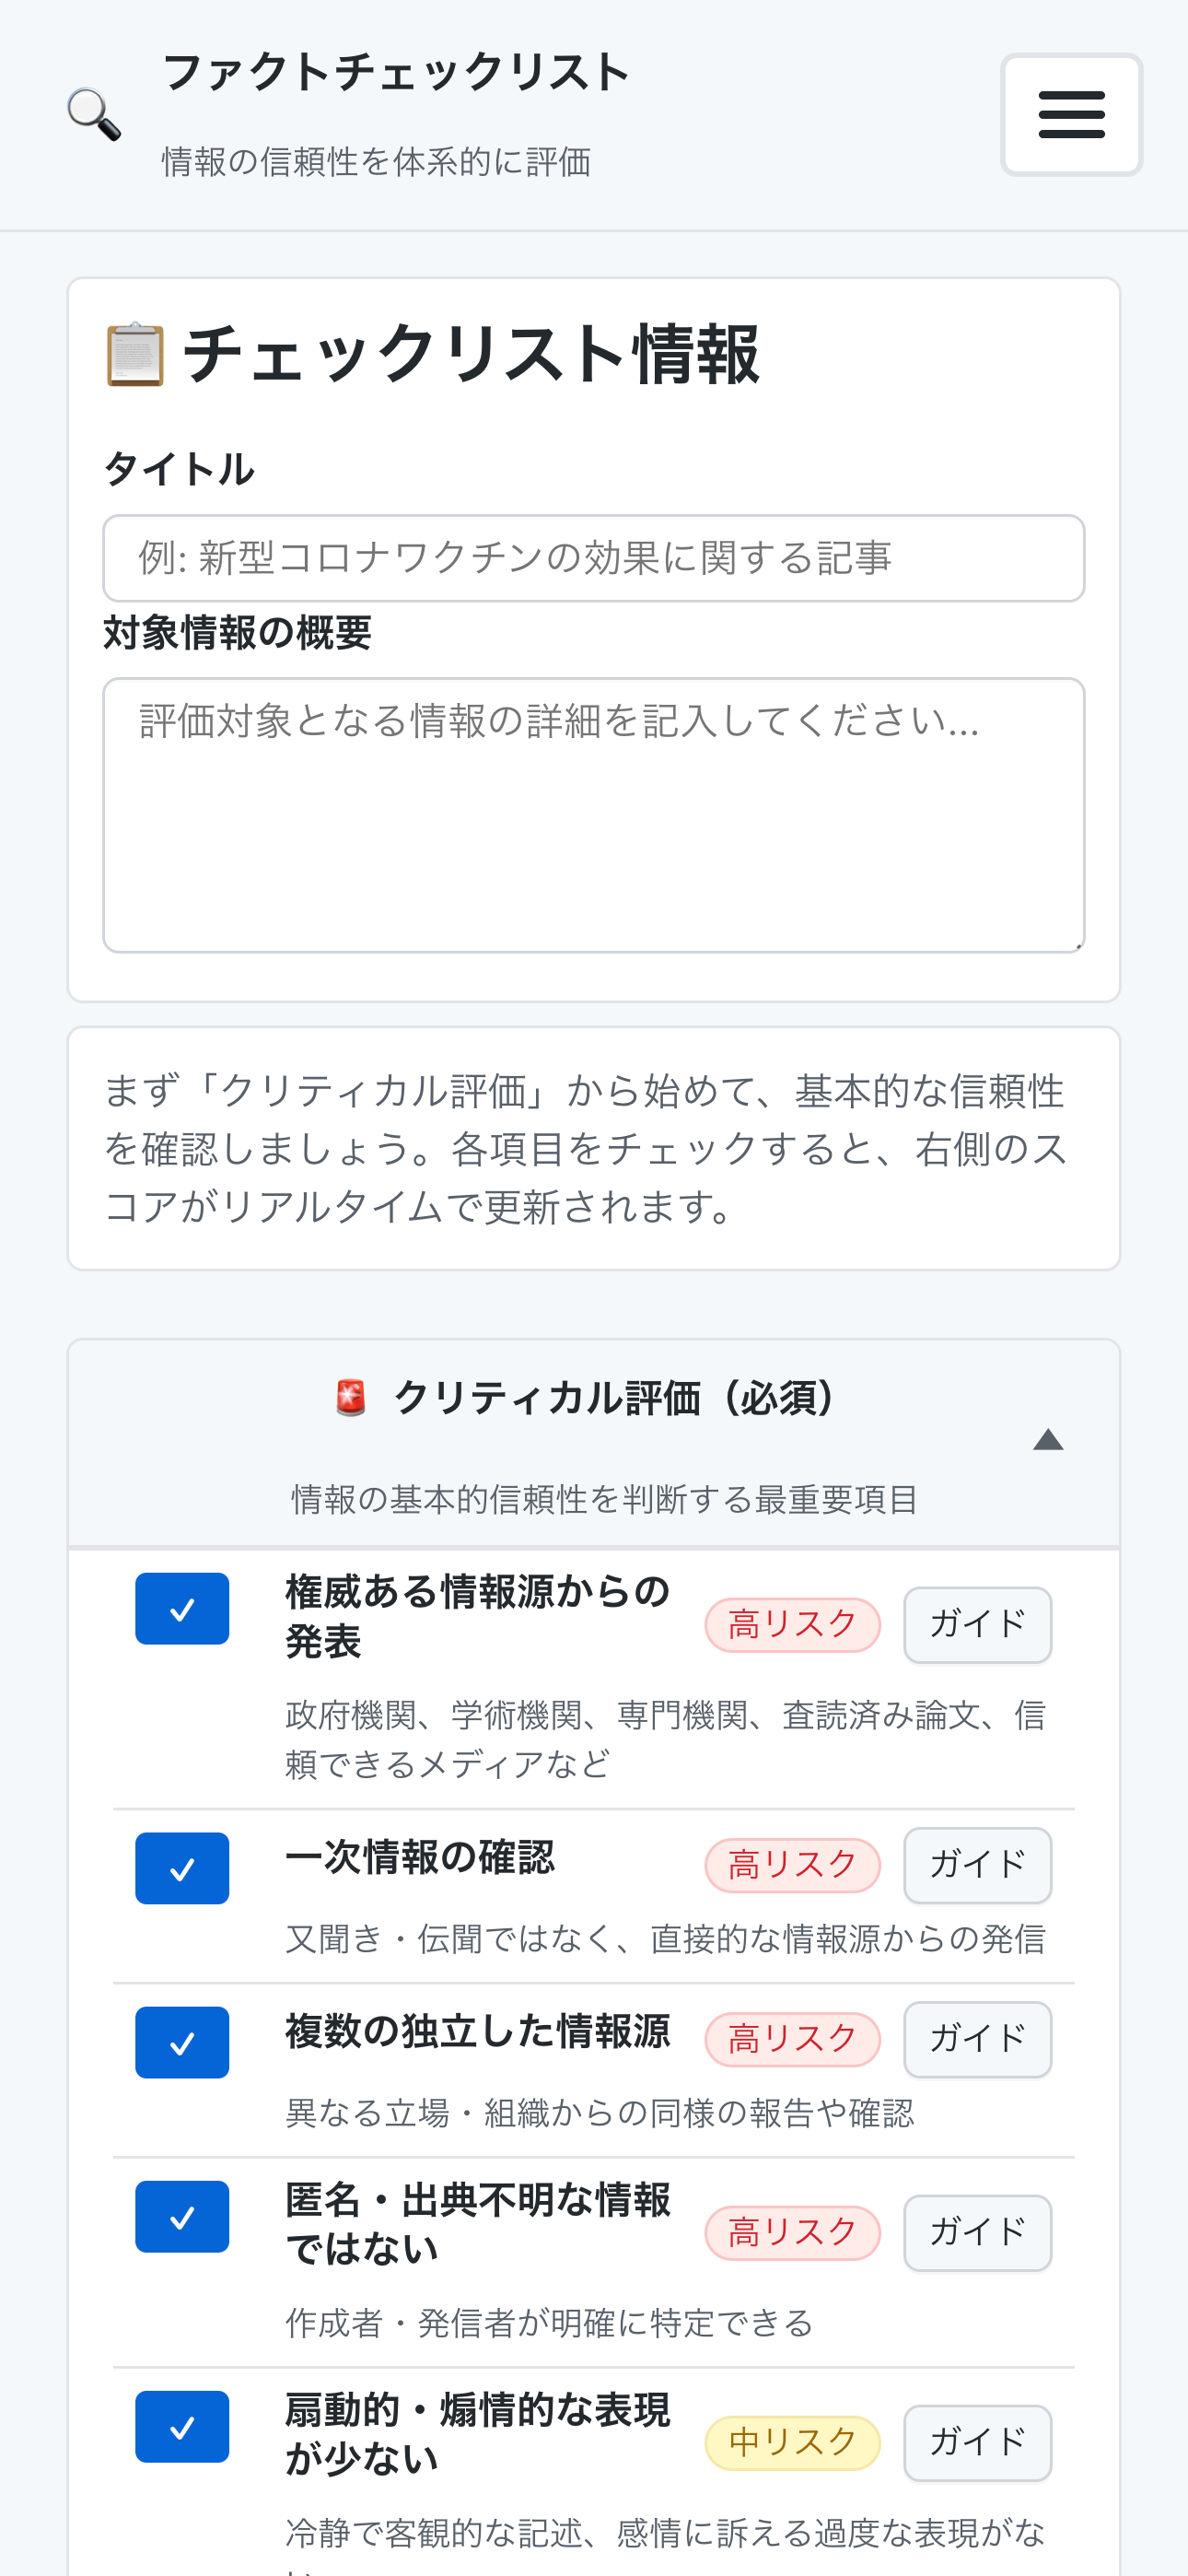 ファクトチェックリスト
情報の信頼性を体系的に評価
チェックリスト情報
タイトル
例: 新型コロナワクチンの効果に関する記事
対象情報の概要
評価対象となる情報の詳細を記入してください...
まず「クリティカル評価」から始めて、基本的な信頼性
を確認しましょう。各項目をチェックすると、右側のス
コアがリアルタイムで更新されます。
クリティカル評価（必須）
情報の基本的信頼性を判断する最重要項目
権威ある情報源からの
発表
高リスク
ガイド
政府機関、学術機関、専門機関、査読済み論文、信
頼できるメディアなど
一次情報の確認
高リスク
ガイド
又聞き・伝聞ではなく、直接的な情報源からの発信
複数の独立した情報源
高リスク
ガイド
異なる立場・組織からの同様の報告や確認
匿名・出典不明な情報
ではない
高リスク
ガイド
作成者・発信者が明確に特定できる
扇動的・煽情的な表現
が少ない
中リスク
ガイド
冷静で客観的な記述、感情に訴える過度な表現がな